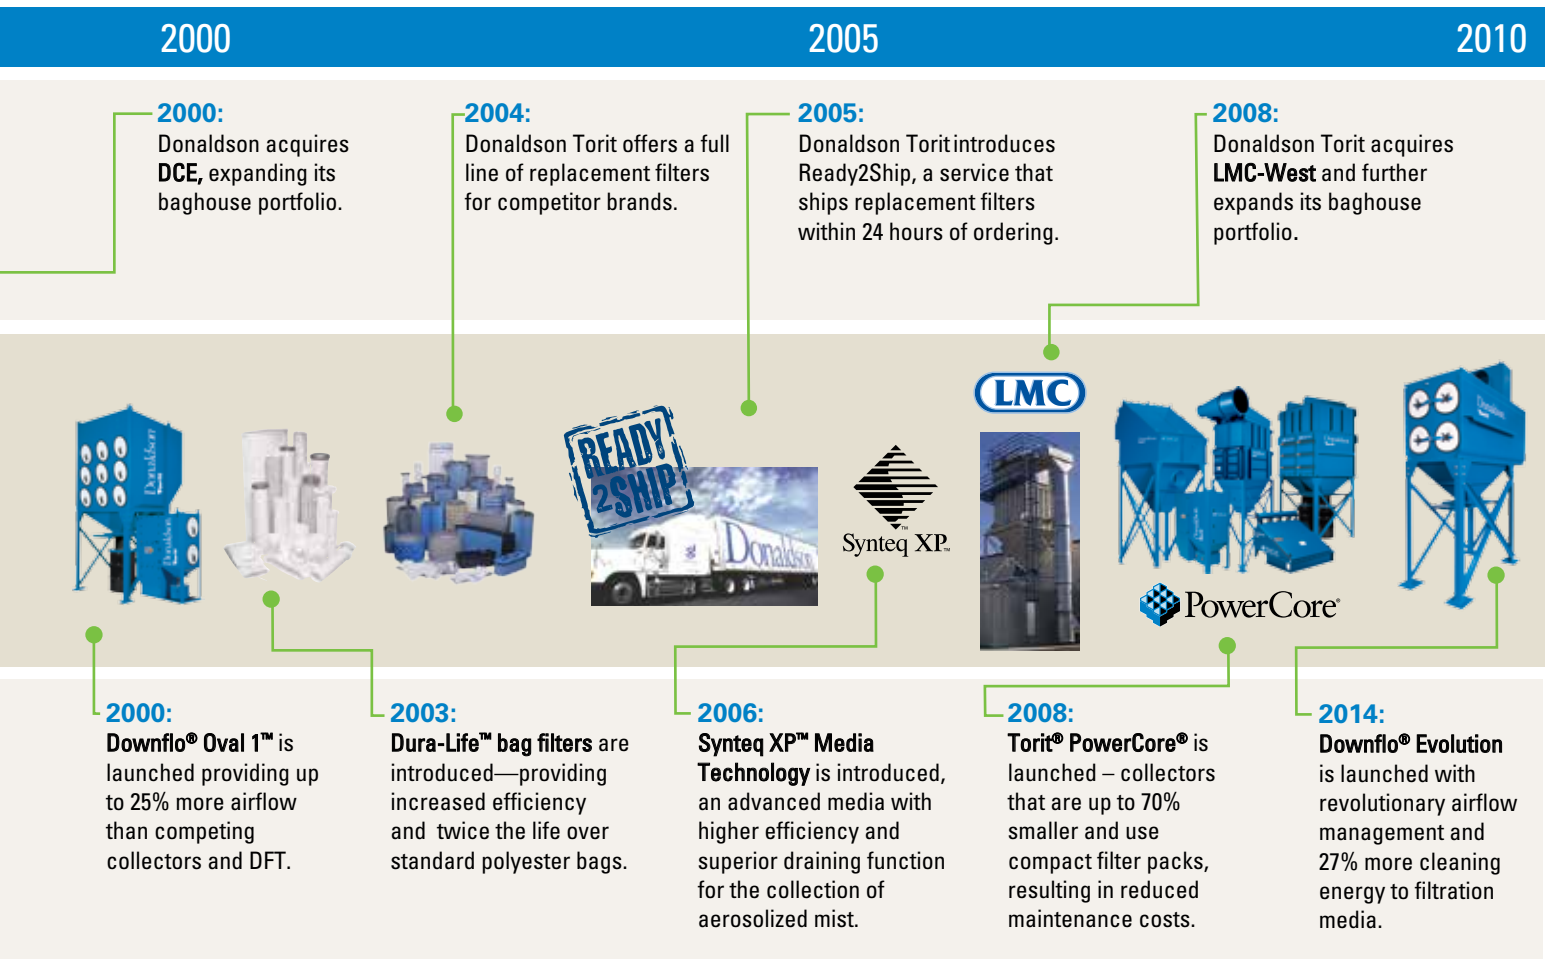 2000
2005
2010
2000:
Donaldson acquires
DCE, expanding its
baghouse portfolio.
2004:
Donaldson Torit offers a full
line of replacement filters
for competitor brands.
2005:
Donaldson Torit introduces
Ready2Ship, a service that
ships replacement filters
within 24 hours of ordering.
2008:
Donaldson Torit acquires
LMC-West and further
expands its baghouse
portfolio.
Donaldson
Donaldson
READY
2SHIP
Donaldson
Synteq XP™
LMC
PowerCore®
Donaldson
2000:
Downflo® Oval 1™ is
launched providing up
to 25% more airflow
than competing
collectors and DFT.
2003:
Dura-Life™ bag filters are
introduced—providing
increased efficiency
and twice the life over
standard polyester bags.
2006:
Synteq XP™ Media
Technology is introduced,
an advanced media with
higher efficiency and
superior draining function
for the collection of
aerosolized mist.
2008:
Torit® PowerCore® is
launched – collectors
that are up to 70%
smaller and use
compact filter packs,
resulting in reduced
maintenance costs.
2014:
Downflo® Evolution
is launched with
revolutionary airflow
management and
27% more cleaning
energy to filtration
media.